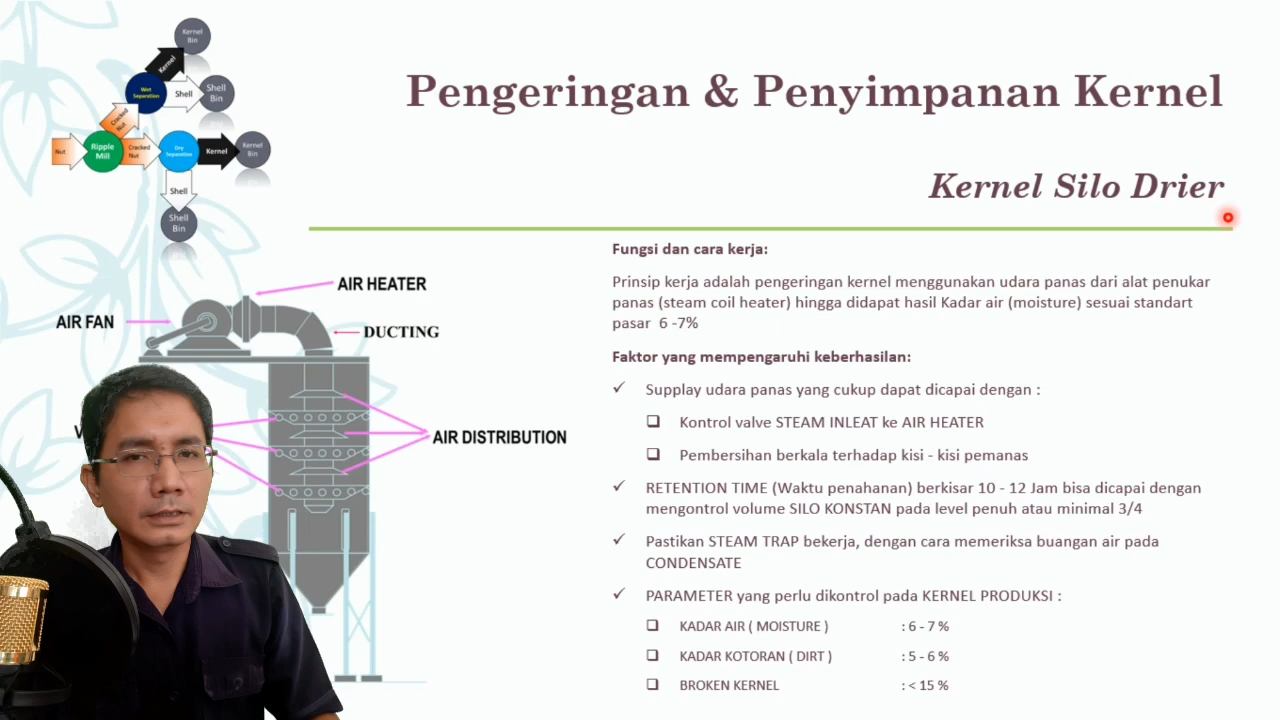 Kernel
Bin
Kernel
Wet
Separation
Shell
Shell
Bin
Cracked
Nut
Nut
Ripple
Mill
Cracked
Nut
Dry
Separation
Kernel
Kernel
Bin
Shell
Shell
Bin
Pengeringan & Penyimpanan Kernel
Kernel Silo Drier
AIR HEATER
AIR FAN
DUCTING
AIR DISTRIBUTION
Fungsi dan cara kerja:
Prinsip kerja adalah pengeringan kernel menggunakan udara panas dari alat penukar
panas (steam coil heater) hingga didapat hasil Kadar air (moisture) sesuai standart
pasar 6 -7%
Faktor yang mempengaruhi keberhasilan:
Supplay udara panas yang cukup dapat dicapai dengan :
Kontrol valve STEAM INLEAT ke AIR HEATER
Pembersihan berkala terhadap kisi - kisi pemanas
RETENTION TIME (Waktu penahanan) berkisar 10 - 12 Jam bisa dicapai dengan
mengontrol volume SILO KONSTAN pada level penuh atau minimal 3/4
Pastikan STEAM TRAP bekerja, dengan cara memeriksa buangan air pada
CONDENSATE
PARAMETER yang perlu dikontrol pada KERNEL PRODUKSI :
KADAR AIR ( MOISTURE ) : 6 - 7 %
KADAR KOTORAN ( DIRT ) : 5 - 6 %
BROKEN KERNEL : < 15 %